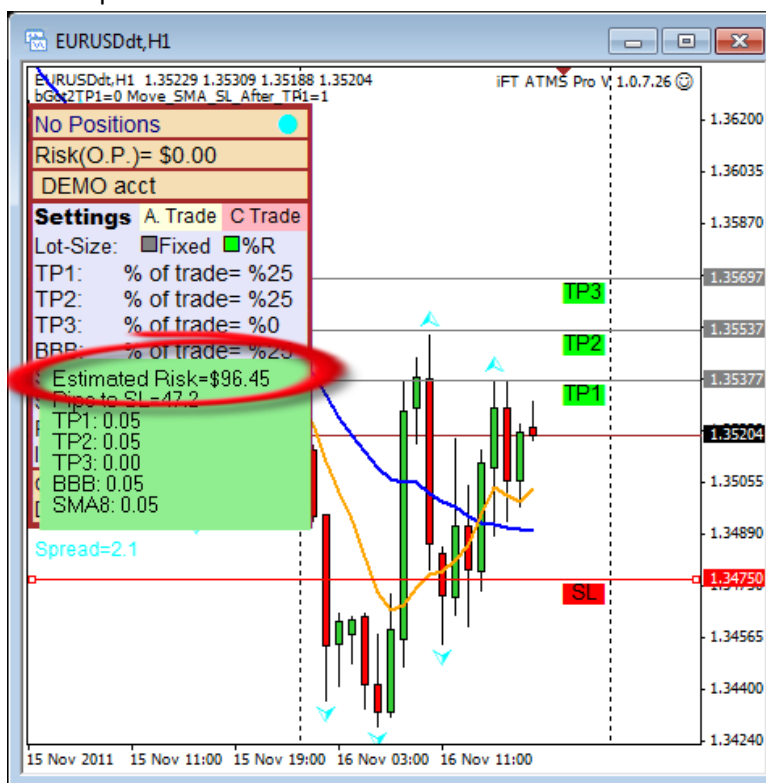 EURUSDdt,H1
EURUSDdt,H1 1.35229 1.35309 1.35188 1.35204
iFT ATMS Pro V 1.0.7.26
bGot2TP1=0 Move_SMA_SL_After_TP1=1
No Positions
Risk(O.P.)= $0.00
DEMO acct
Settings A. Trade C Trade
Lot-Size: Fixed %R
TP1: % of trade= %25
TP2: % of trade= %25
TP3: % of trade= %0
BBB: % of trade= %25
Estimated Risk=$96.45
Pips to SL=47.2
TP1: 0.05
TP2: 0.05
TP3: 0.00
BBB: 0.05
SMA8: 0.05
Spread=2.1
TP3
TP2
TP1
SL
1.36200
1.36035
1.35870
1.35697
1.35537
1.35377
1.35204
1.35055
1.34890
1.34750
1.34565
1.34400
1.34240
15 Nov 2011 15 Nov 11:00 15 Nov 19:00 16 Nov 03:00 16 Nov 11:00